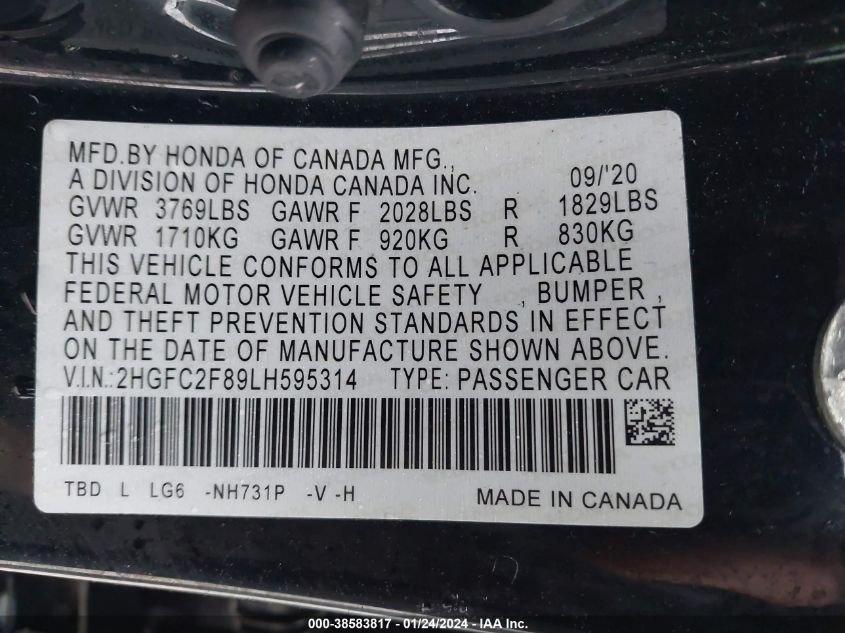 MFD.BY HONDA OF CANADA MFG.,
A DIVISION OF HONDA CANADA INC. 09/'20
GVWR 3769LBS GAWR F 2028LBS R 1829LBS
GVWR 1710KG GAWR F 920KG R 830KG
THIS VEHICLE CONFORMS TO ALL APPLICABLE
FEDERAL MOTOR VEHICLE SAFETY , BUMPER ,
AND THEFT PREVENTION STANDARDS IN EFFECT
ON THE DATE OF MANUFACTURE SHOWN ABOVE.
V.I.N.:2HGFC2F89LH595314 TYPE: PASSENGER CAR
TBD L LG6 -NH731P -V -H MADE IN CANADA
000-38583817 - 01/24/2024 - IAA Inc.